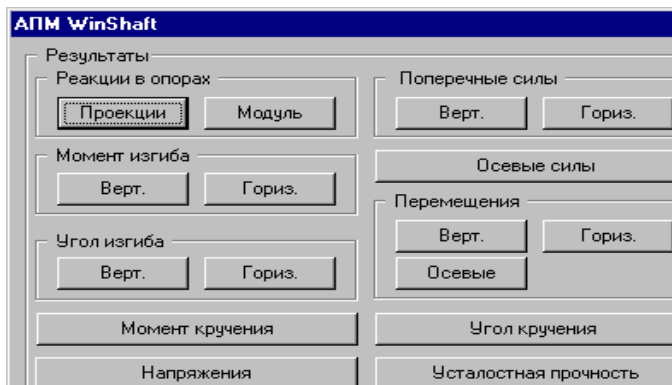 АПМ WinShaft
Результаты
Реакции в опорах
Проекции Модуль
Поперечные силы
Верт. Гориз.
Момент изгиба
Верт. Гориз.
Осевые силы
Перемещения
Верт. Гориз.
Осевые
Угол изгиба
Верт. Гориз.
Момент кручения Угол кручения
Напряжения Усталостная прочность